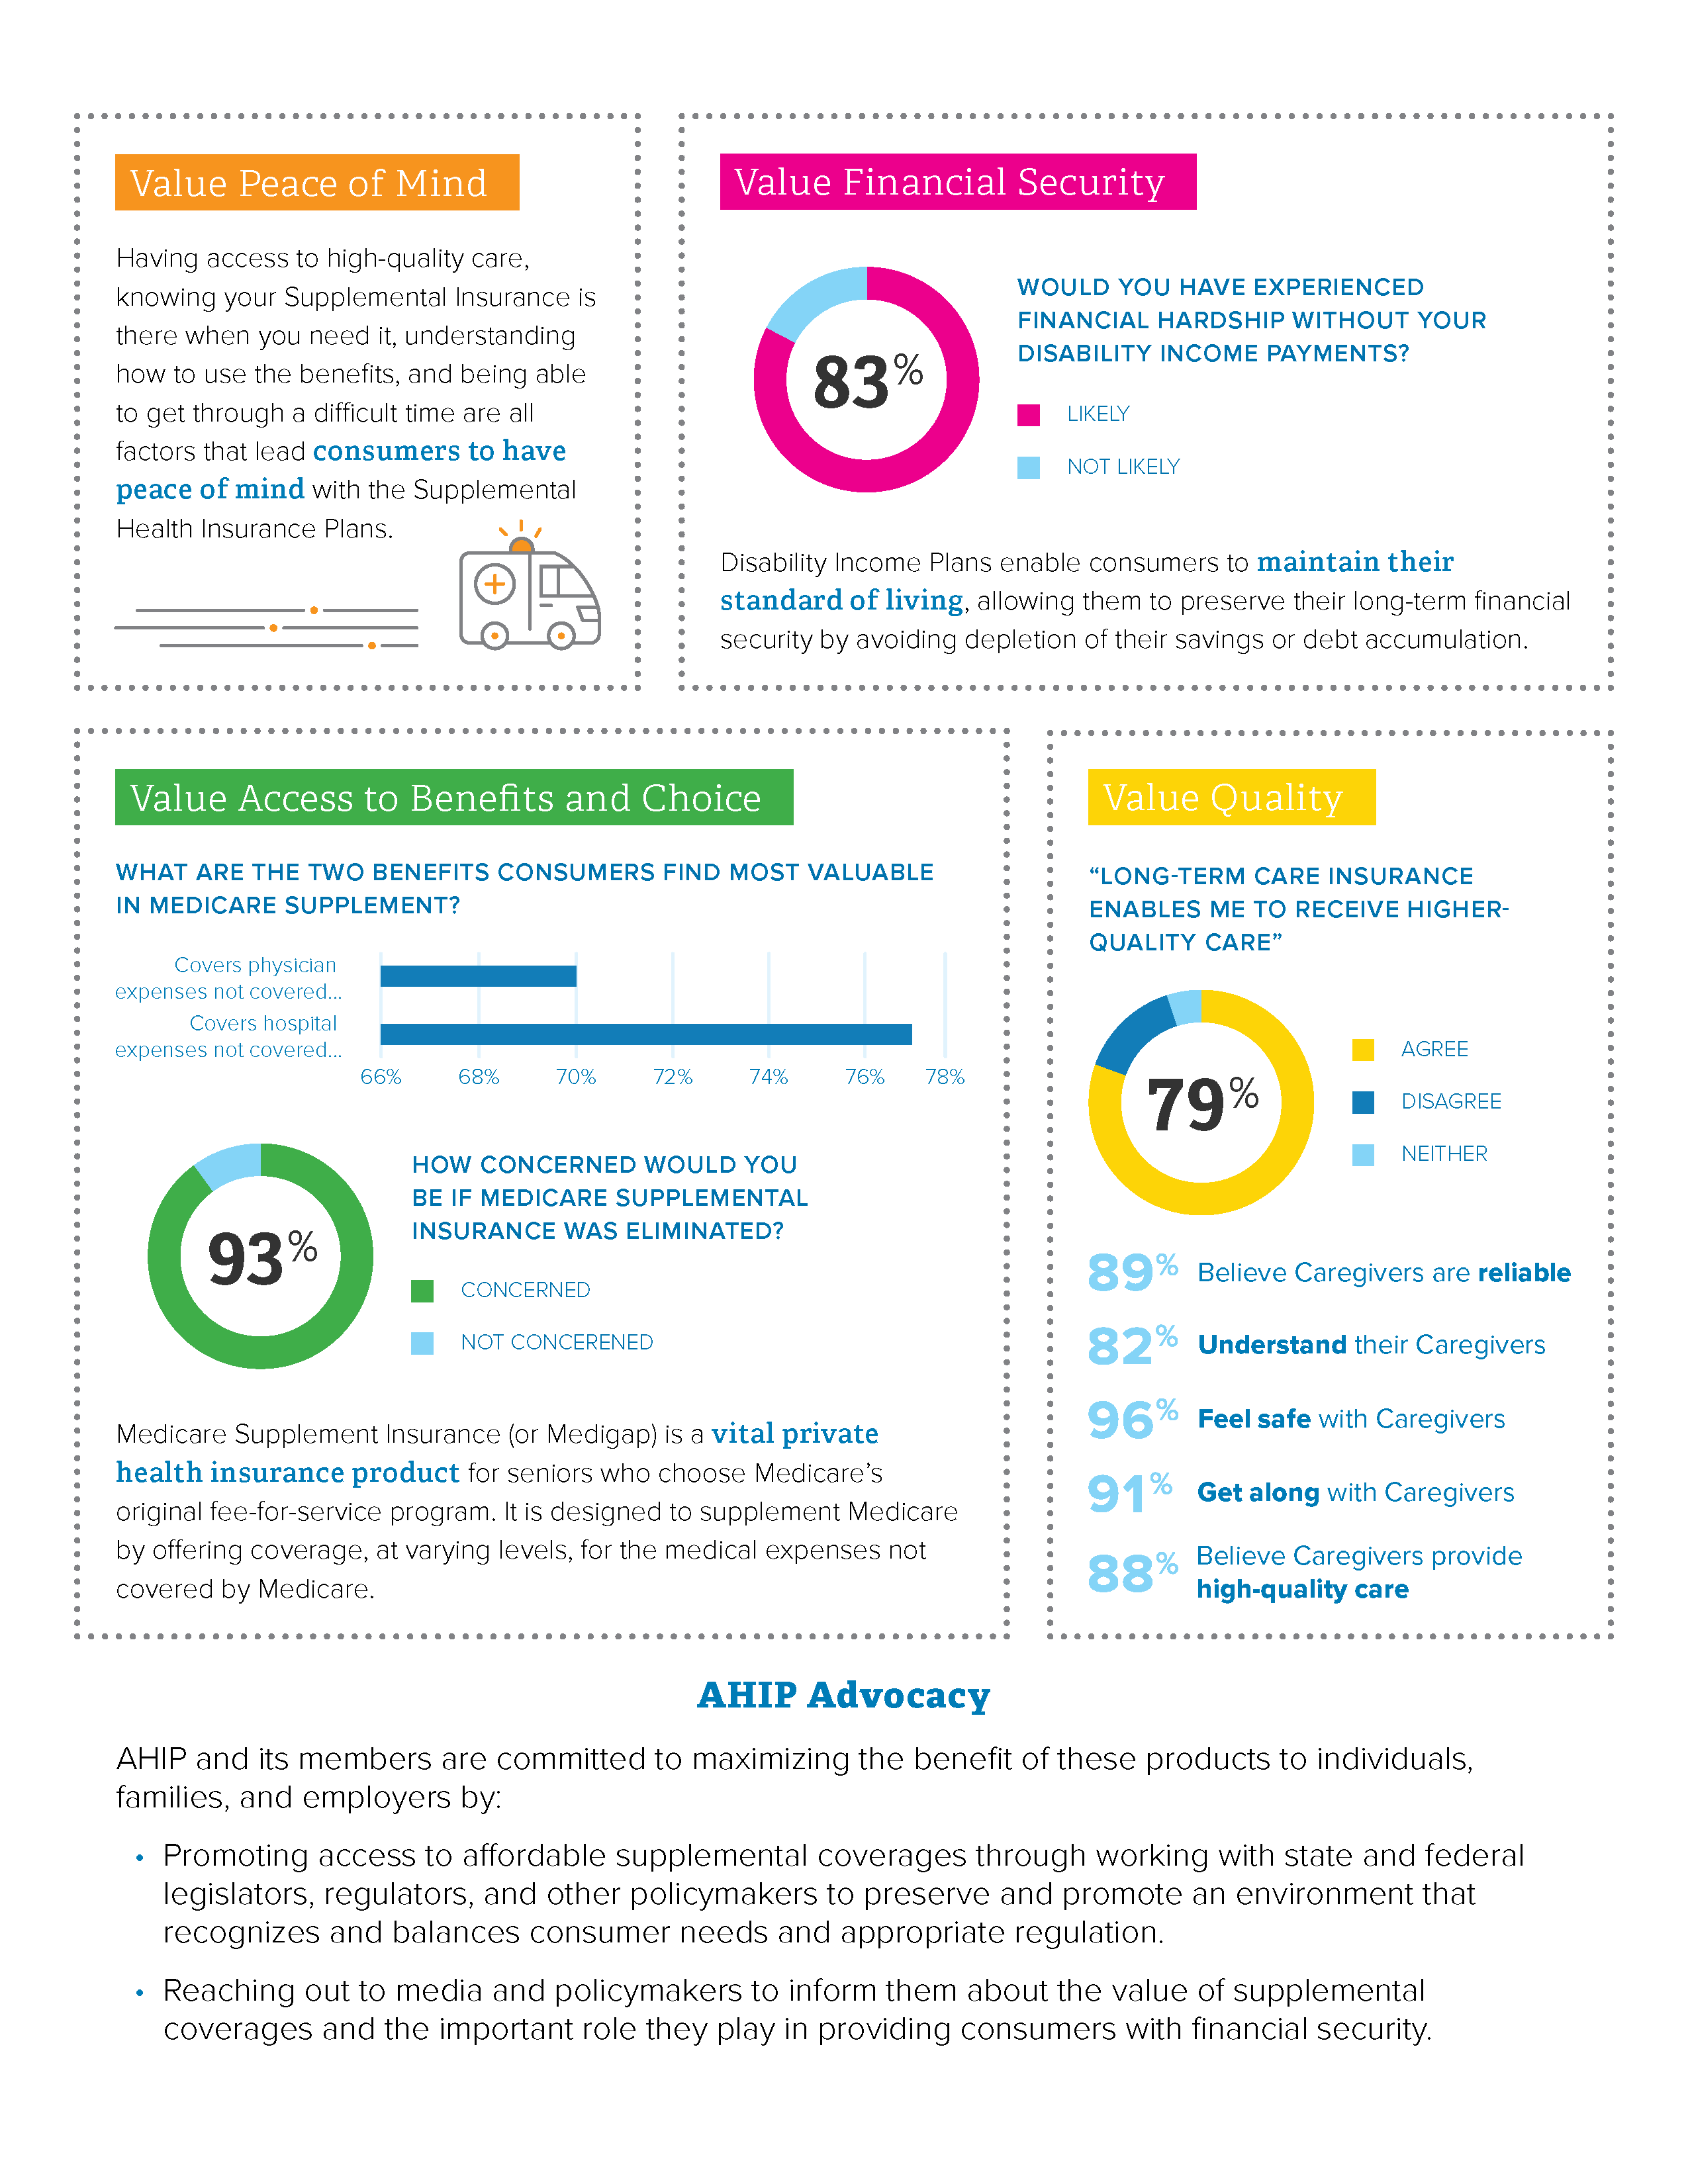 Value Peace of Mind
Having access to high-quality care,
knowing your Supplemental Insurance is
there when you need it, understanding
how to use the benefits, and being able
to get through a difficult time are all
factors that lead consumers to have
peace of mind with the Supplemental
Health Insurance Plans.
Value Financial Security
83%
WOULD YOU HAVE EXPERIENCED
FINANCIAL HARDSHIP WITHOUT YOUR
DISABILITY INCOME PAYMENTS?
LIKELY
NOT LIKELY
Disability Income Plans enable consumers to maintain their
standard of living, allowing them to preserve their long-term financial
security by avoiding depletion of their savings or debt accumulation.
Value Access to Benefits and Choice
WHAT ARE THE TWO BENEFITS CONSUMERS FIND MOST VALUABLE
IN MEDICARE SUPPLEMENT?
Covers physician
expenses not covered...
Covers hospital
expenses not covered...
66% 68% 70% 72% 74% 76% 78%
93%
HOW CONCERNED WOULD YOU
BE IF MEDICARE SUPPLEMENTAL
INSURANCE WAS ELIMINATED?
CONCERNED
NOT CONCERENED
Medicare Supplement Insurance (or Medigap) is a vital private
health insurance product for seniors who choose Medicare’s
original fee-for-service program. It is designed to supplement Medicare
by offering coverage, at varying levels, for the medical expenses not
covered by Medicare.
Value Quality
“LONG-TERM CARE INSURANCE
ENABLES ME TO RECEIVE HIGHER-
QUALITY CARE”
79%
AGREE
DISAGREE
NEITHER
89% Believe Caregivers are reliable
82% Understand their Caregivers
96% Feel safe with Caregivers
91% Get along with Caregivers
88% Believe Caregivers provide
high-quality care
AHIP Advocacy
AHIP and its members are committed to maximizing the benefit of these products to individuals,
families, and employers by:
• Promoting access to affordable supplemental coverages through working with state and federal
legislators, regulators, and other policymakers to preserve and promote an environment that
recognizes and balances consumer needs and appropriate regulation.
• Reaching out to media and policymakers to inform them about the value of supplemental
coverages and the important role they play in providing consumers with financial security.